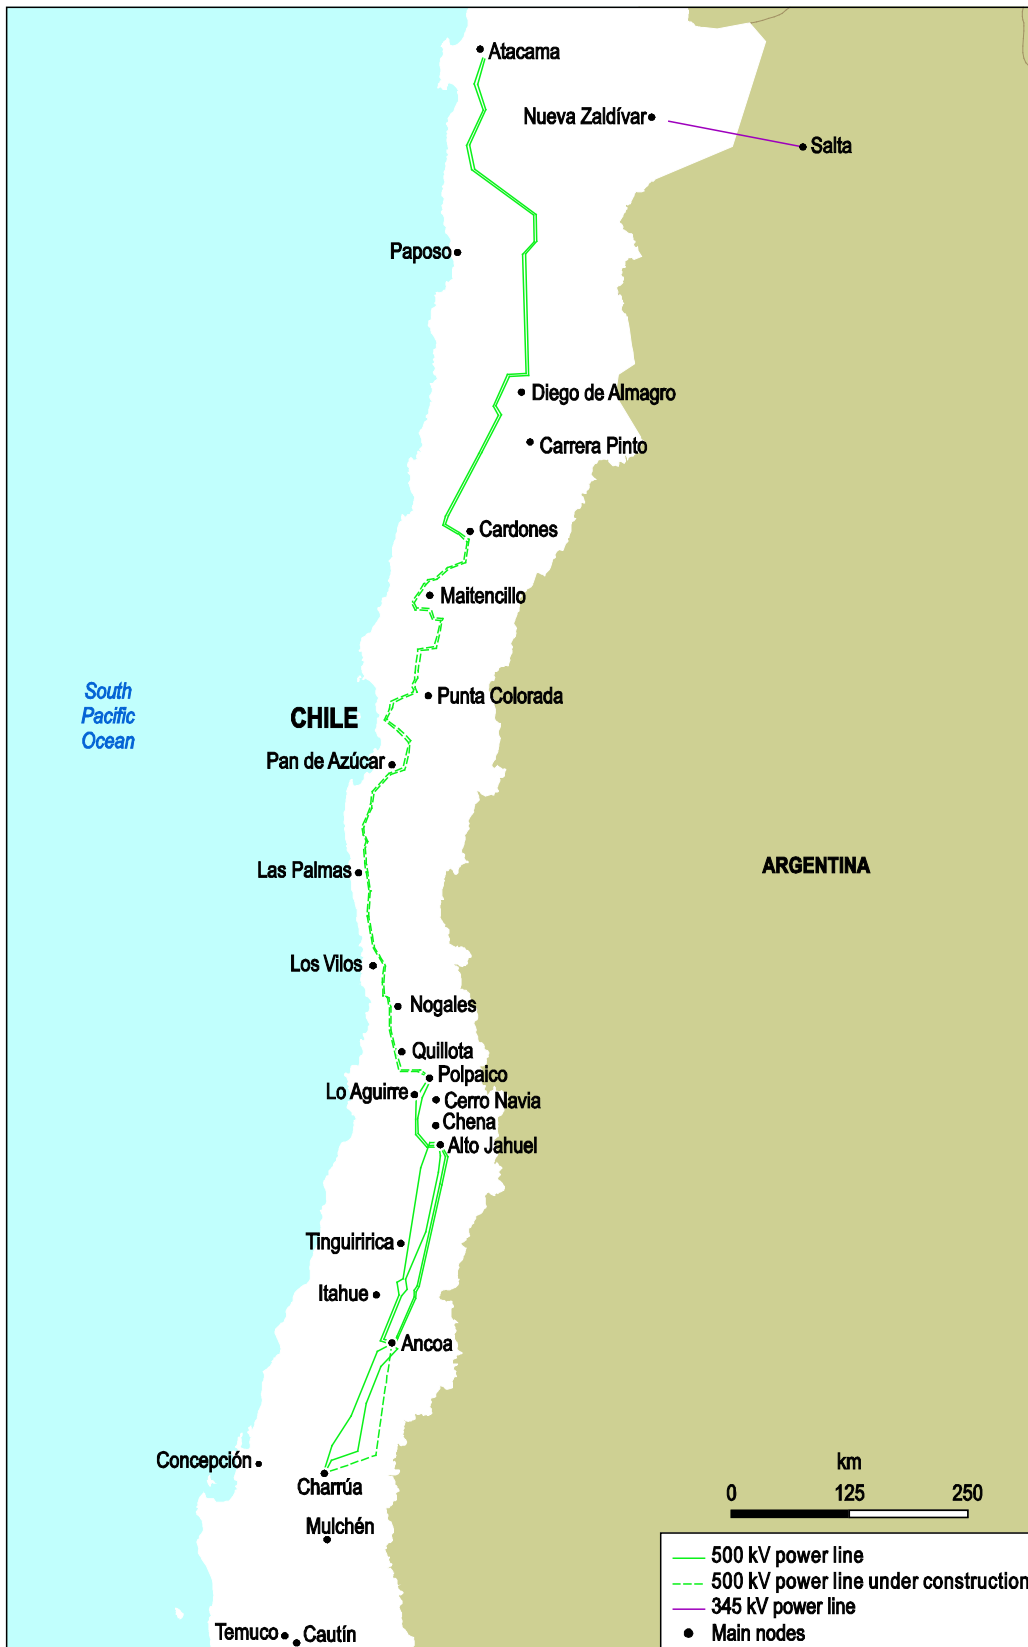 Atacama
Nueva Zaldívar
Salta
Paposo
Diego de Almagro
Carrera Pinto
Cardones
Maitencillo
Punta Colorada
South
Pacific
Ocean
CHILE
Pan de Azúcar
Las Palmas
ARGENTINA
Los Vilos
Nogales
Quillota
Polpaico
Lo Aguirre
Cerro Navia
Chena
Alto Jahuel
Tinguiririca
Itahue
Ancoa
Concepción
Charrúa
Mulchén
Temuco
Cautín
km
0 125 250
500 kV power line
500 kV power line under construction
345 kV power line
Main nodes